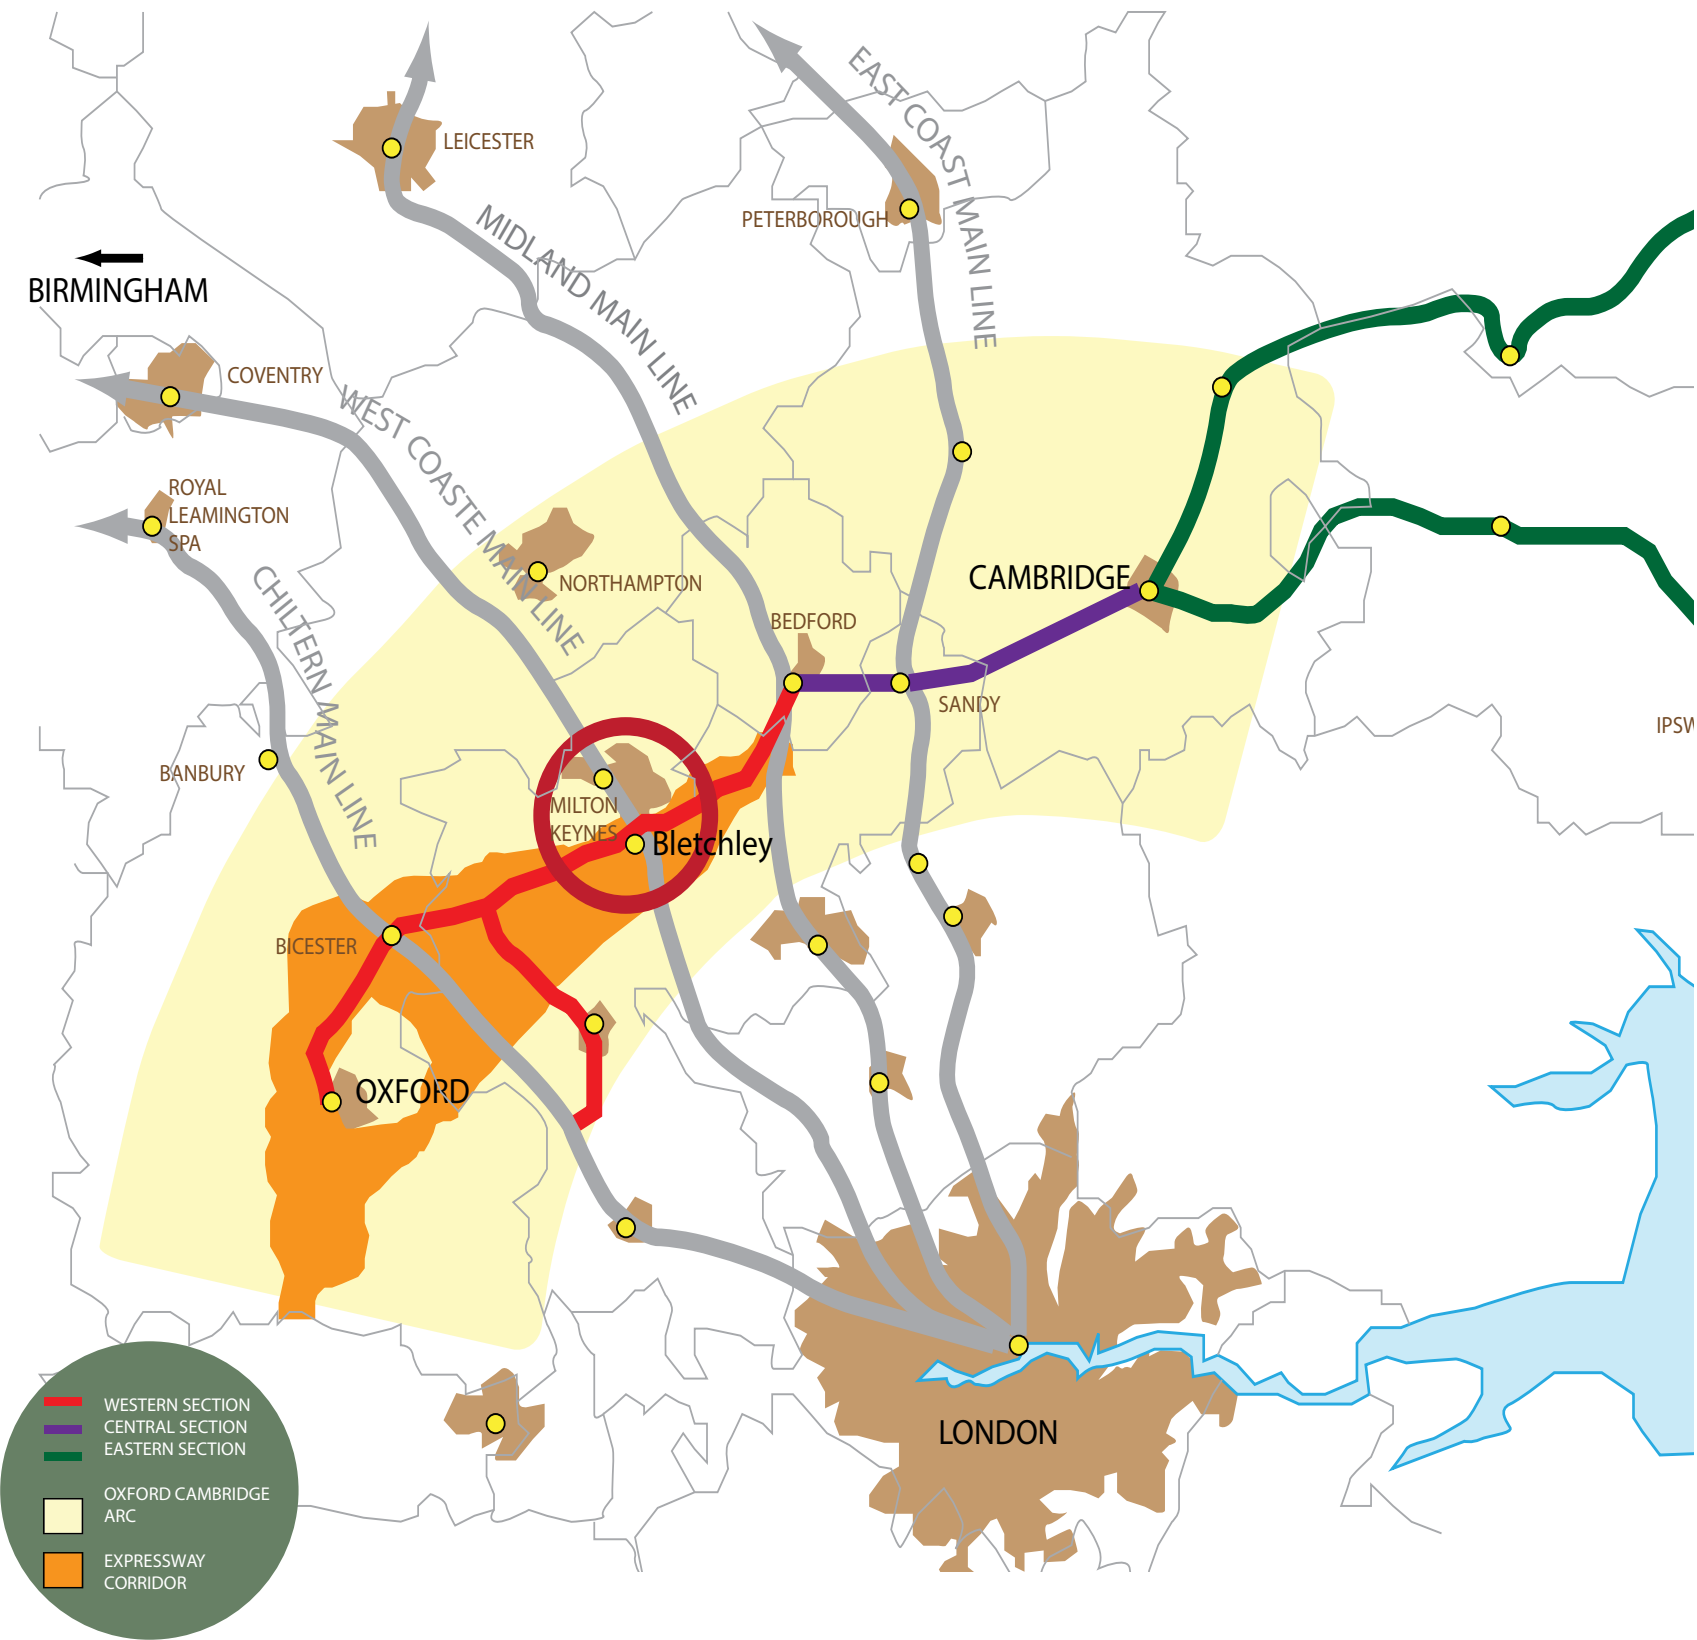 EAST COAST MAIN LINE
LEICESTER
MIDLAND MAIN LINE
PETERBOROUGH
BIRMINGHAM
COVENTRY
WEST COASTE MAIN LINE
ROYAL
LEAMINGTON
SPA
CHILTERN MAIN LINE
NORTHAMPTON
CAMBRIDGE
BEDFORD
SANDY
IPSW
BANBURY
MILTON
KEYNES
Bletchley
BICESTER
OXFORD
LONDON
WESTERN SECTION
CENTRAL SECTION
EASTERN SECTION
OXFORD CAMBRIDGE
ARC
EXPRESSWAY
CORRIDOR